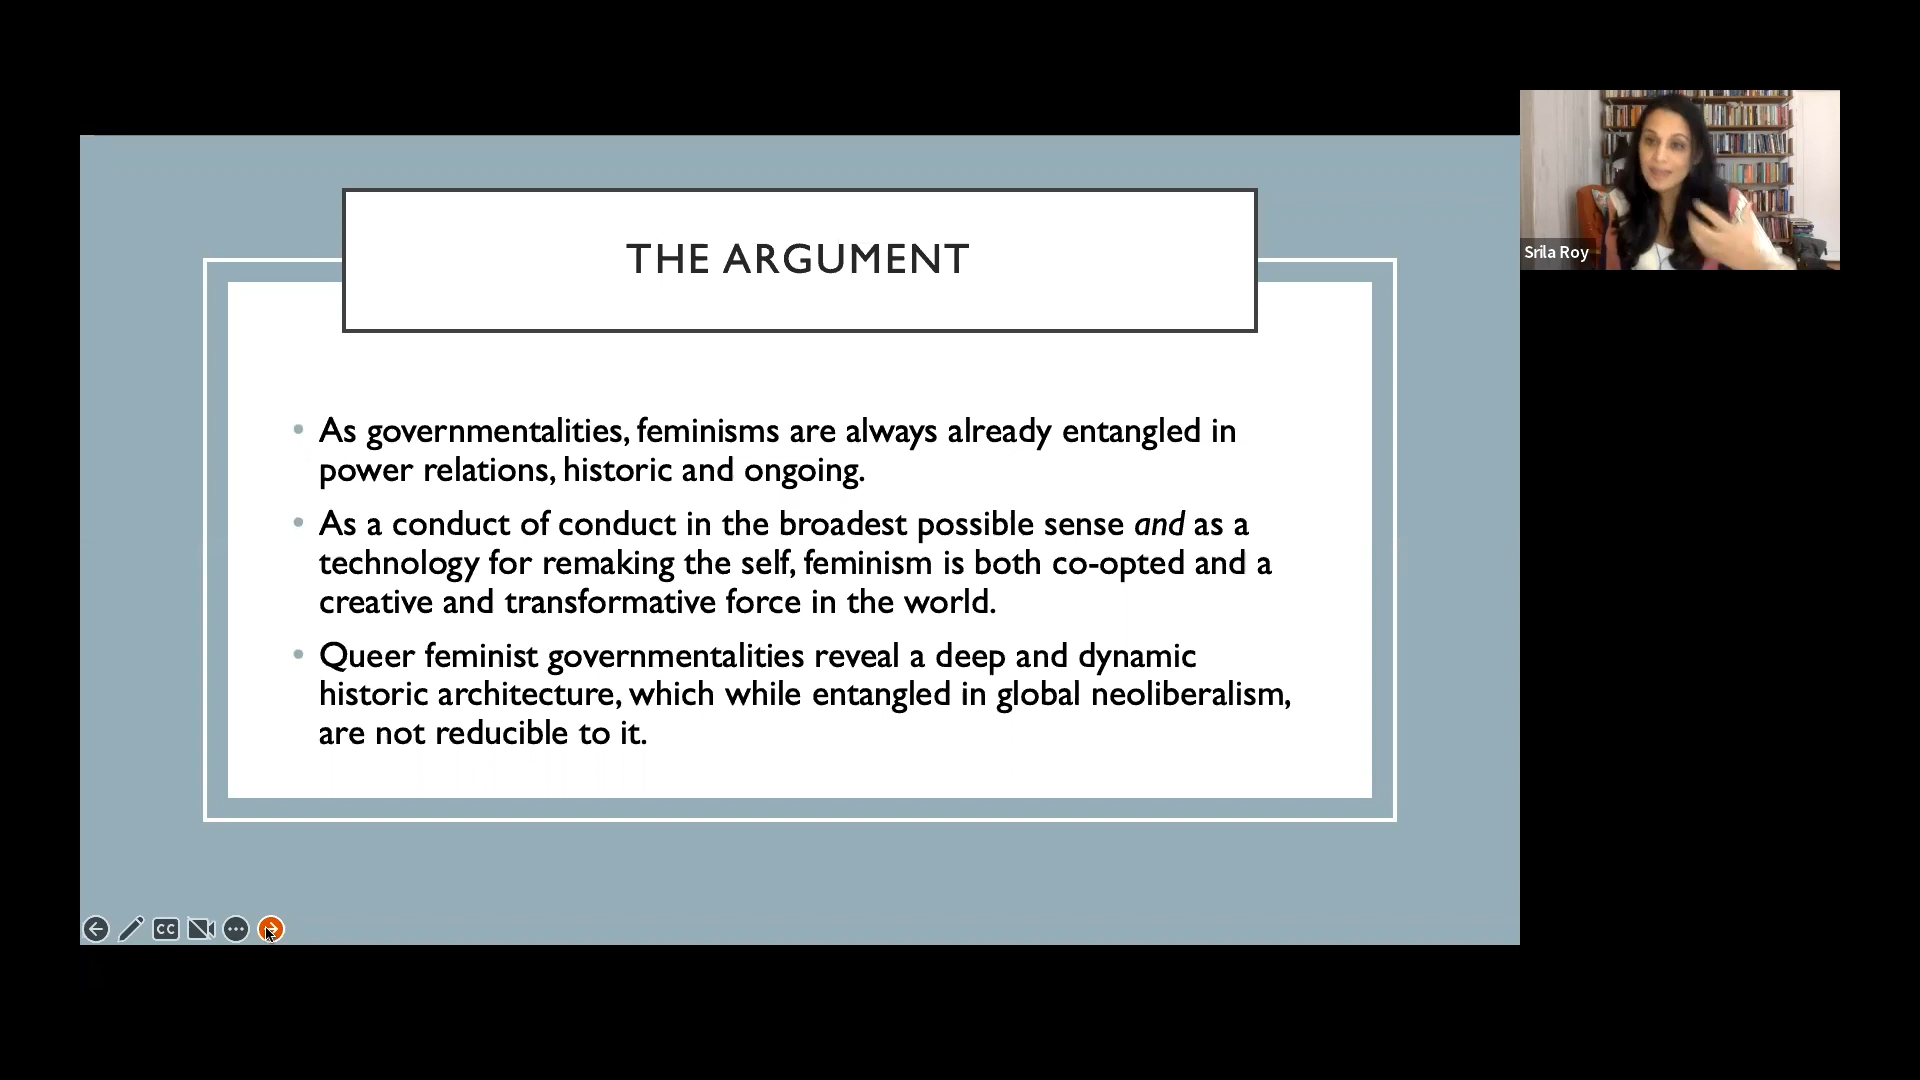 THE ARGUMENT
As governmentalities, feminisms are always already entangled in
power relations, historic and ongoing.
As a conduct of conduct in the broadest possible sense and as a
technology for remaking the self, feminism is both co-opted and a
creative and transformative force in the world.
Queer feminist governmentalities reveal a deep and dynamic
historic architecture, which while entangled in global neoliberalism,
are not reducible to it.
Srila Roy
CC